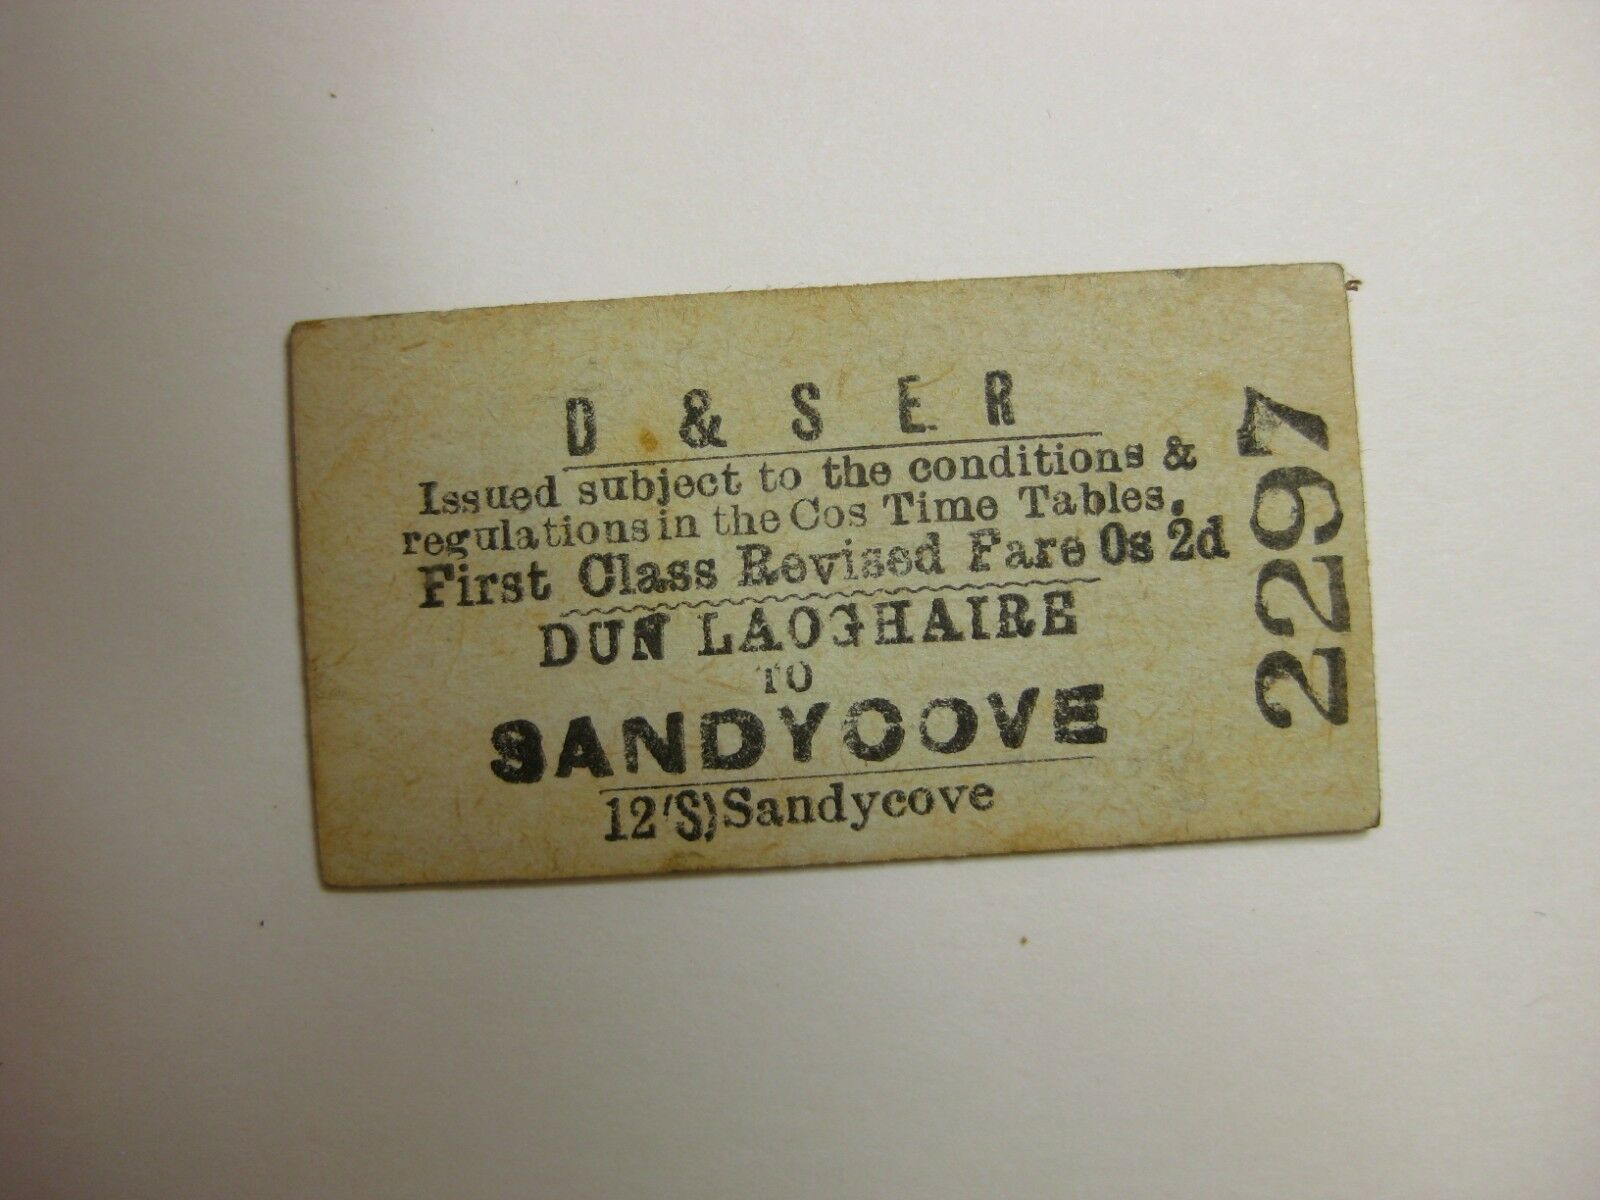 D & S E R
Issued subject to the conditions &
regulations in the Cos Time Tables.
First Class Revised Fare 0s 2d
DUN LAOGHAIRE
TO
SANDYCOVE
12(S) Sandycove
2297